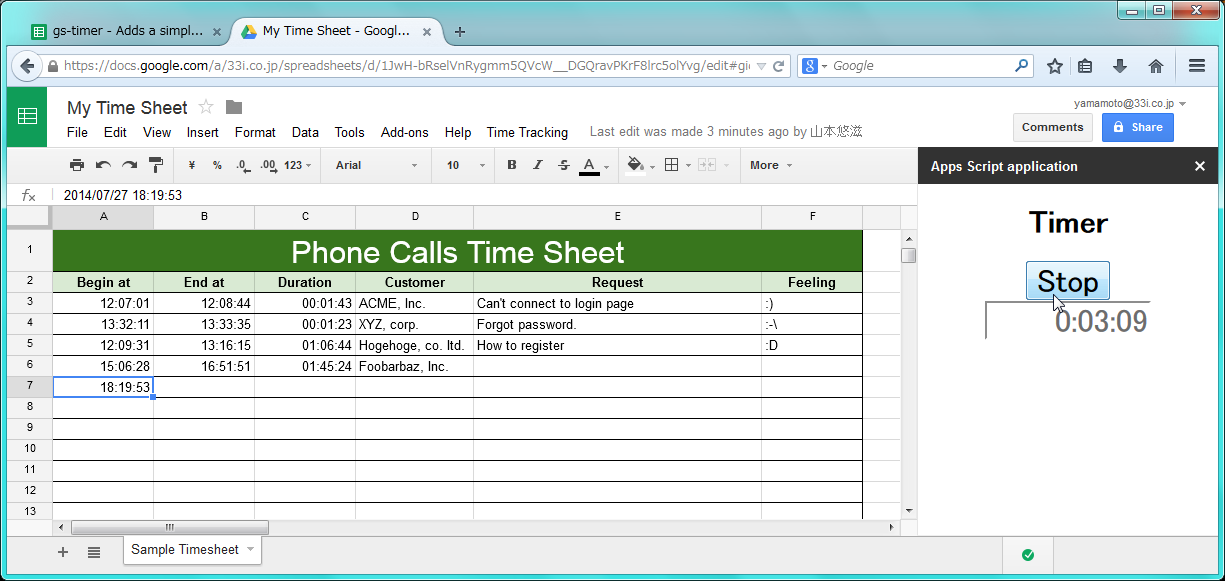 gs-timer - Adds a simpl...
My Time Sheet - Googl...
https://docs.google.com/a/33i.co.jp/spreadsheets/d/1JwH-bRselVnRygmm5QVcW__DGQravPKrF8lrc5olYvg/edit#gi
Google
My Time Sheet
yamamoto@33i.co.jp
File Edit View Insert Format Data Tools Add-ons Help Time Tracking Last edit was made 3 minutes ago by 山本悠滋
Comments Share
¥ % .0 .00 123 Arial 10 B I S A More
Apps Script application
fx 2014/07/27 18:19:53
A B C D E F
1 Phone Calls Time Sheet
2 Begin at End at Duration Customer Request Feeling
3 12:07:01 12:08:44 00:01:43 ACME, Inc. Can't connect to login page :)
4 13:32:11 13:33:35 00:01:23 XYZ, corp. Forgot password. :-\
5 12:09:31 13:16:15 01:06:44 Hogehoge, co. ltd. How to register :D
6 15:06:28 16:51:51 01:45:24 Foobarbaz, Inc.
7 18:19:53
8
9
10
11
12
13
Timer
Stop
0:03:09
Sample Timesheet